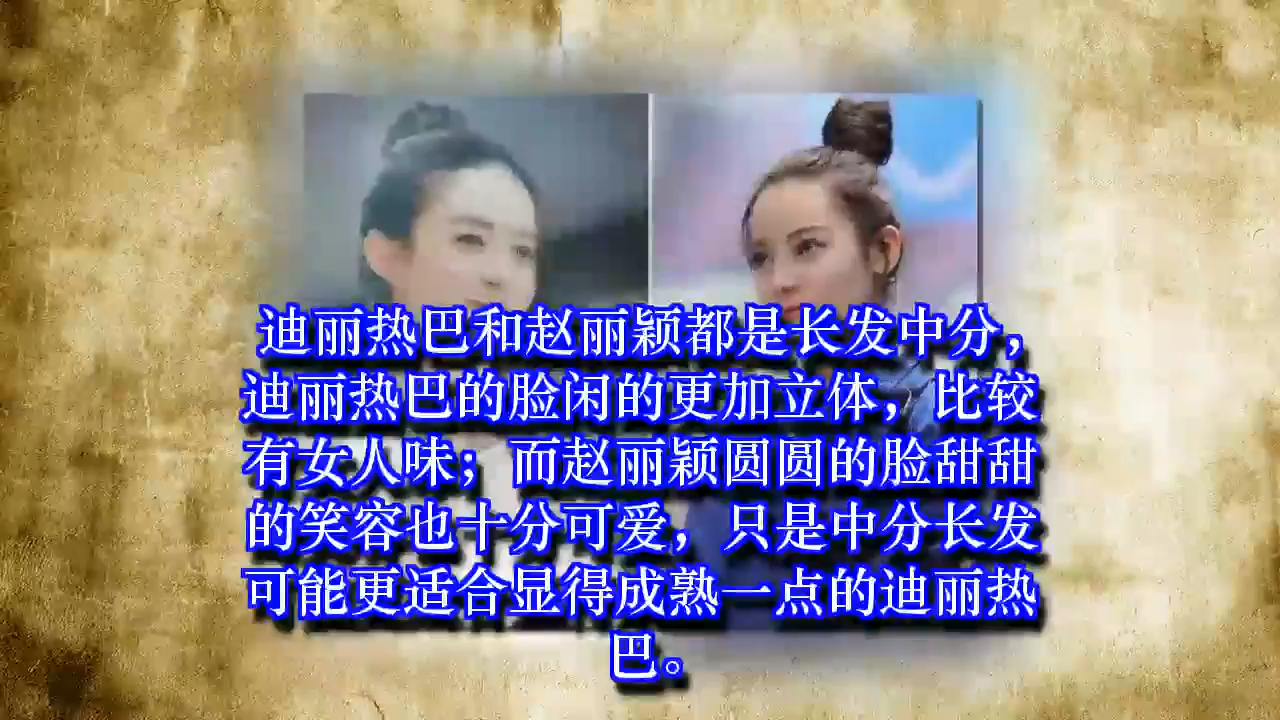 迪丽热巴和赵丽颖都是长发中分，
迪丽热巴的脸闲的更加立体，比较
有女人味；而赵丽颖圆圆的脸甜甜
的笑容也十分可爱，只是中分长发
可能更适合显得成熟一点的迪丽热
巴。